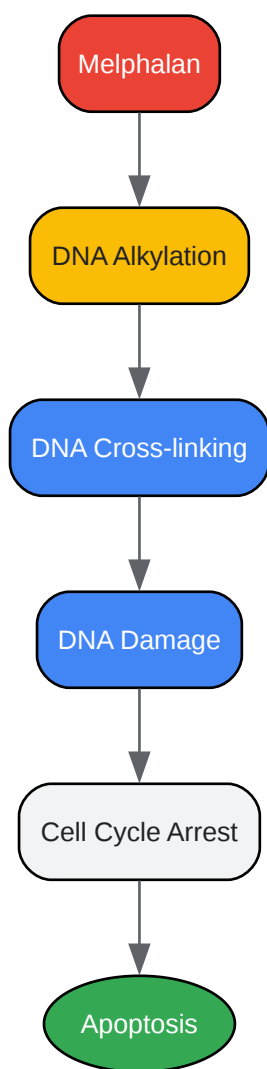 Melphalan
DNA Alkylation
DNA Cross-linking
DNA Damage
Cell Cycle Arrest
Apoptosis